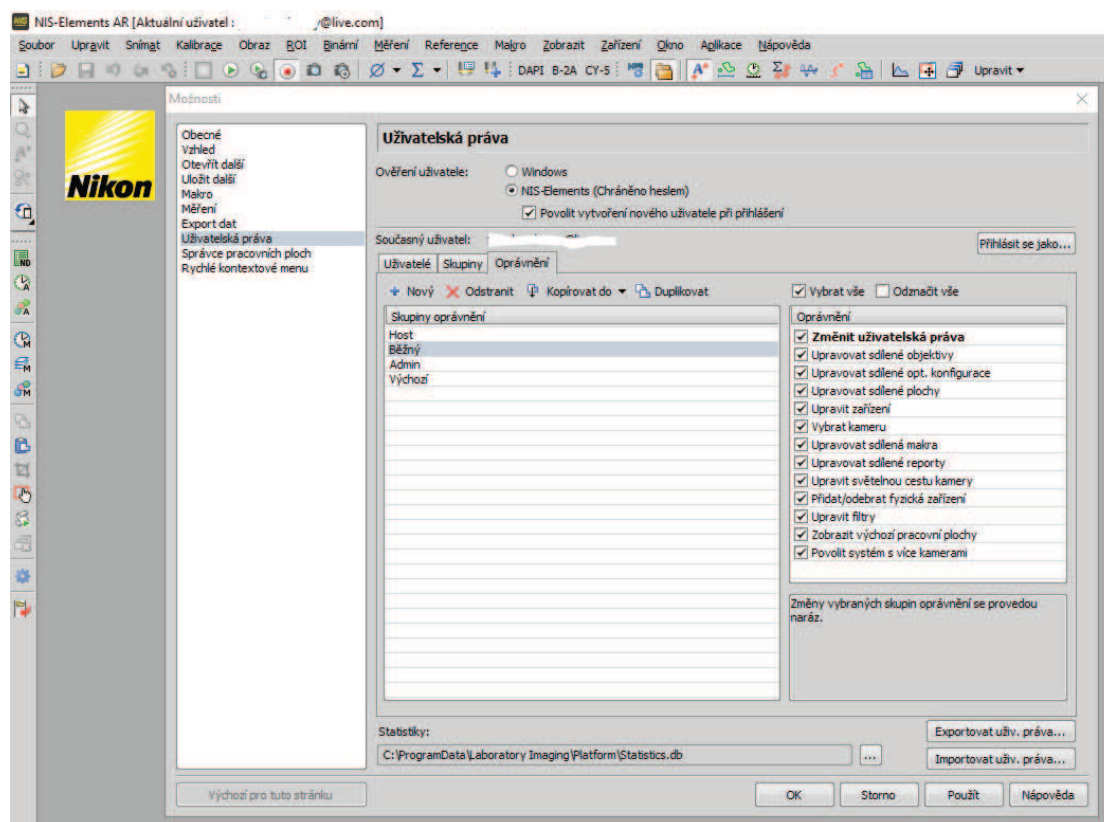 NIS-Elements AR [Aktuální uživatel : @live.com]
Soubor Upravit Snímat Kalibrace Obraz ROI Binární Měření Reference Makro Zobrazit Zařízení Okno Aplikace Nápověda
DAPI B-2A CY-5 Upravit
Možnosti
Nikon
Obecné
Vzhled
Otevřít další
Uložit další
Makro
Měření
Export dat
Uživatelská práva
Správce pracovních ploch
Rychlé kontextové menu
Uživatelská práva
Ověření uživatele: Windows
NIS-Elements (Chráněno heslem)
Povolit vytvoření nového uživatele při přihlášení
Současný uživatel:
Přihlásit se jako...
Uživatelé Skupiny Oprávnění
Nový Odstranit Kopírovat do Duplikovat
Vybrat vše Odznačit vše
Skupiny oprávnění
Host
Běžný
Admin
Výchozí
Oprávnění
Změnit uživatelská práva
Upravovat sdílené objektivy
Upravovat sdílené opt. konfigurace
Upravovat sdílené plochy
Upravit zařízení
Vybrat kameru
Upravovat sdílená makra
Upravovat sdílené reporty
Upravit světelnou cestu kamery
Přidat/odebrat fyzická zařízení
Upravit filtry
Zobrazit výchozí pracovní plochy
Povolit systém s více kamerami
Změny vybraných skupin oprávnění se provedou
naráz.
Statistiky:
C:\ProgramData\Laboratory Imaging\Platform\Statistics.db
...
Exportovat uživ. práva...
Importovat uživ. práva...
Výchozí pro tuto stránku
OK Storno Použít Nápověda
ND
A
A
M
M
M